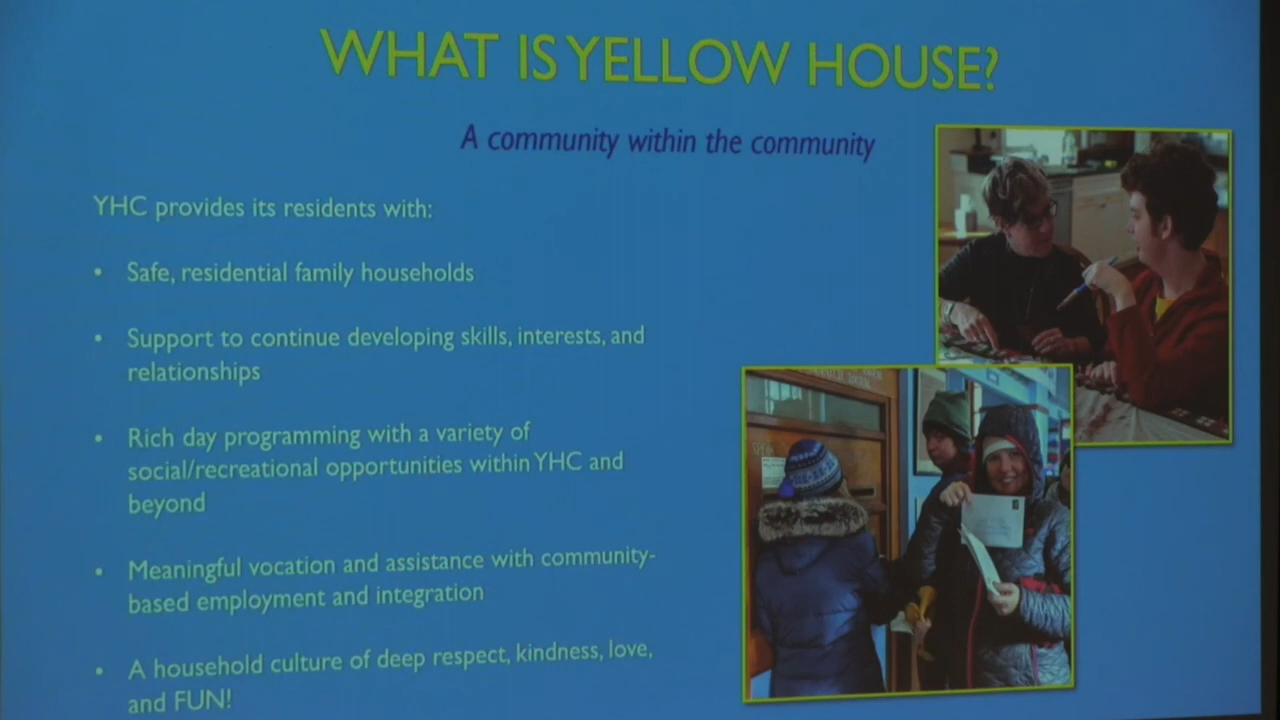 WHAT IS YELLOW HOUSE?
A community within the community
YHC provides its residents with:
• Safe, residential family households
• Support to continue developing skills, interests, and
relationships
• Rich day programming with a variety of
social/recreational opportunities within YHC and
beyond
• Meaningful vocation and assistance with community-
based employment and integration
• A household culture of deep respect, kindness, love,
and FUN!